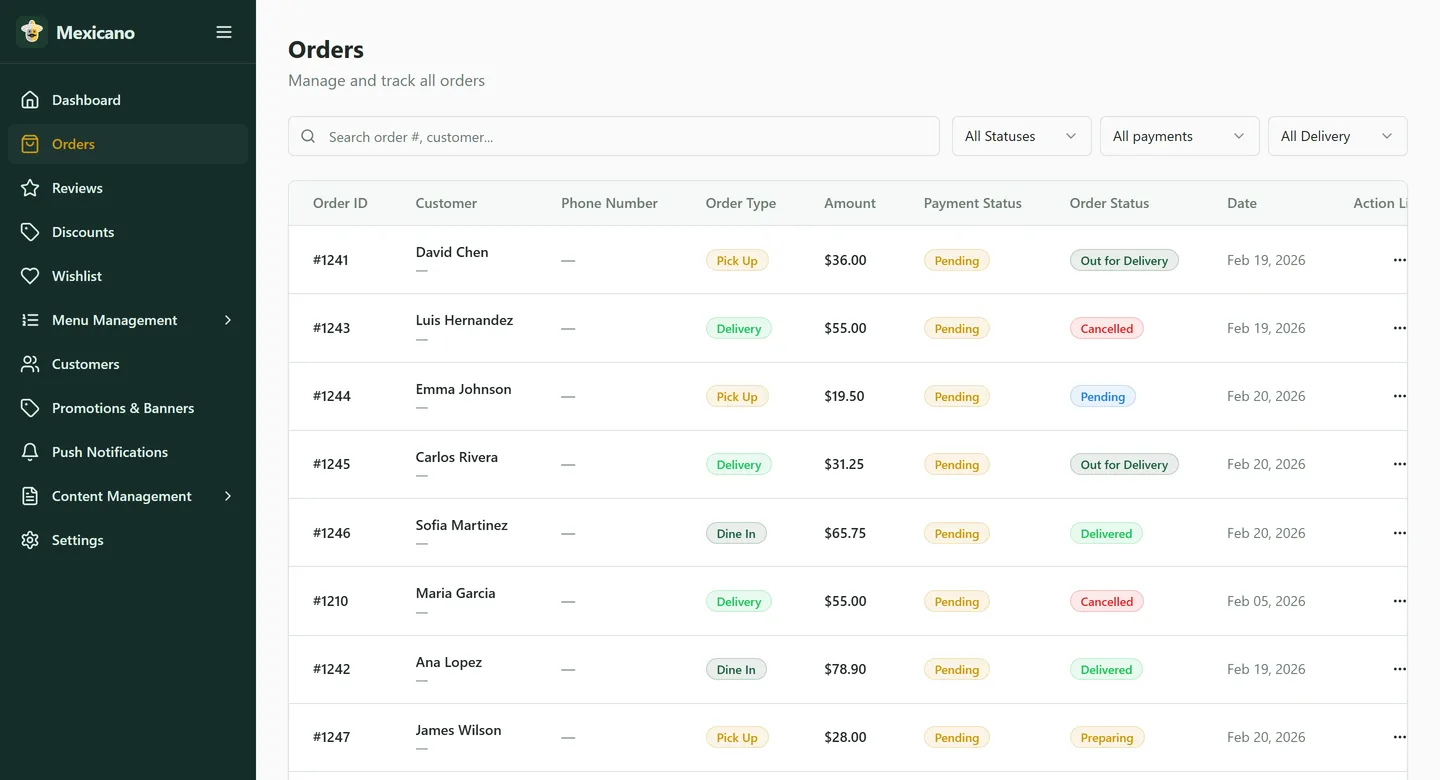 Mexicano
Dashboard
Orders
Reviews
Discounts
Wishlist
Menu Management
Customers
Promotions & Banners
Push Notifications
Content Management
Settings
Orders
Manage and track all orders
Search order #, customer...
All Statuses
All payments
All Delivery
Order ID Customer Phone Number Order Type Amount Payment Status Order Status Date Action Li
#1241 David Chen — Pick Up $36.00 Pending Out for Delivery Feb 19, 2026 ···
—
#1243 Luis Hernandez — Delivery $55.00 Pending Cancelled Feb 19, 2026 ···
—
#1244 Emma Johnson — Pick Up $19.50 Pending Pending Feb 20, 2026 ···
—
#1245 Carlos Rivera — Delivery $31.25 Pending Out for Delivery Feb 20, 2026 ···
—
#1246 Sofia Martinez — Dine In $65.75 Pending Delivered Feb 20, 2026 ···
—
#1210 Maria Garcia — Delivery $55.00 Pending Cancelled Feb 05, 2026 ···
—
#1242 Ana Lopez — Dine In $78.90 Pending Delivered Feb 19, 2026 ···
—
#1247 James Wilson — Pick Up $28.00 Pending Preparing Feb 20, 2026 ···
—